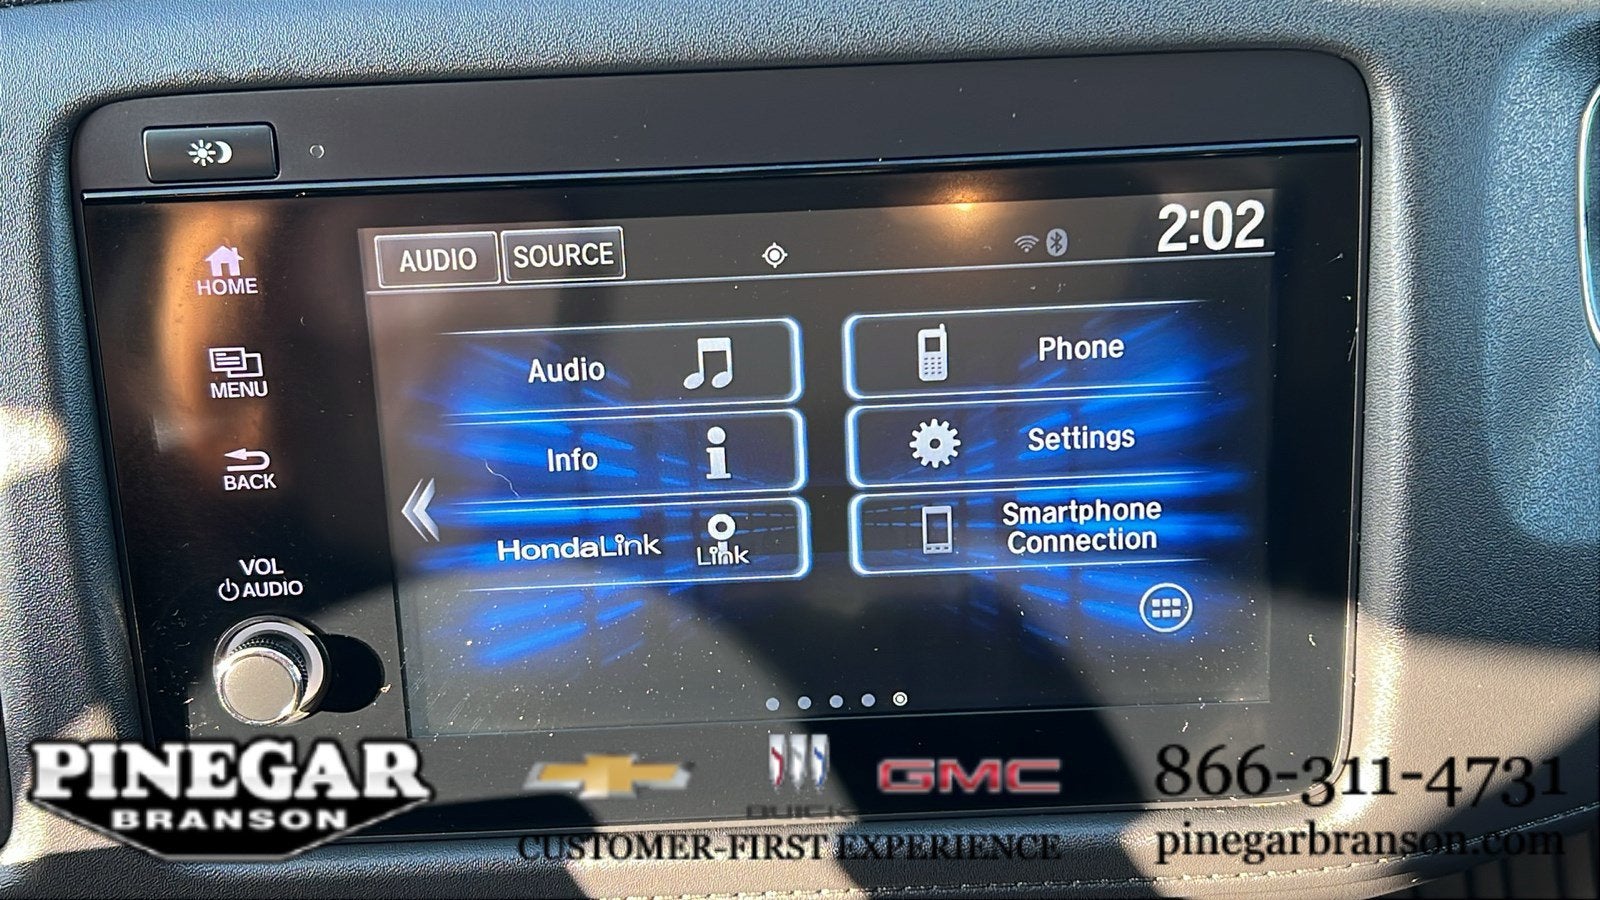 AUDIO SOURCE 2:02
HOME
MENU
BACK
VOL
AUDIO
Audio
Phone
Info
Settings
HondaLink
Link
Smartphone
Connection
PINEGAR
BRANSON
BUICK
GMC
CUSTOMER-FIRST EXPERIENCE
866-311-4731
pinegarbranson.com